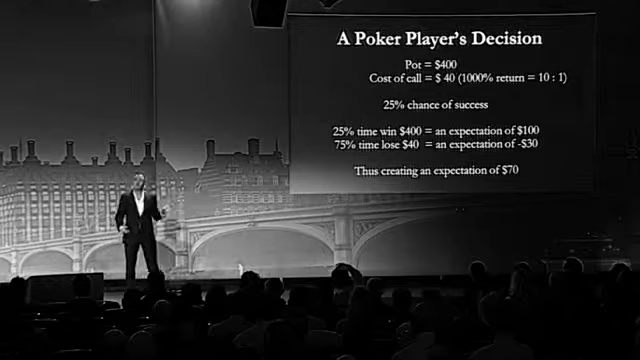 A Poker Player's Decision
Pot = $400
Cost of call = $ 40 (1000% return = 10 : 1)
25% chance of success
25% time win $400 = an expectation of $100
75% time lose $40 = an expectation of -$30
Thus creating an expectation of $70